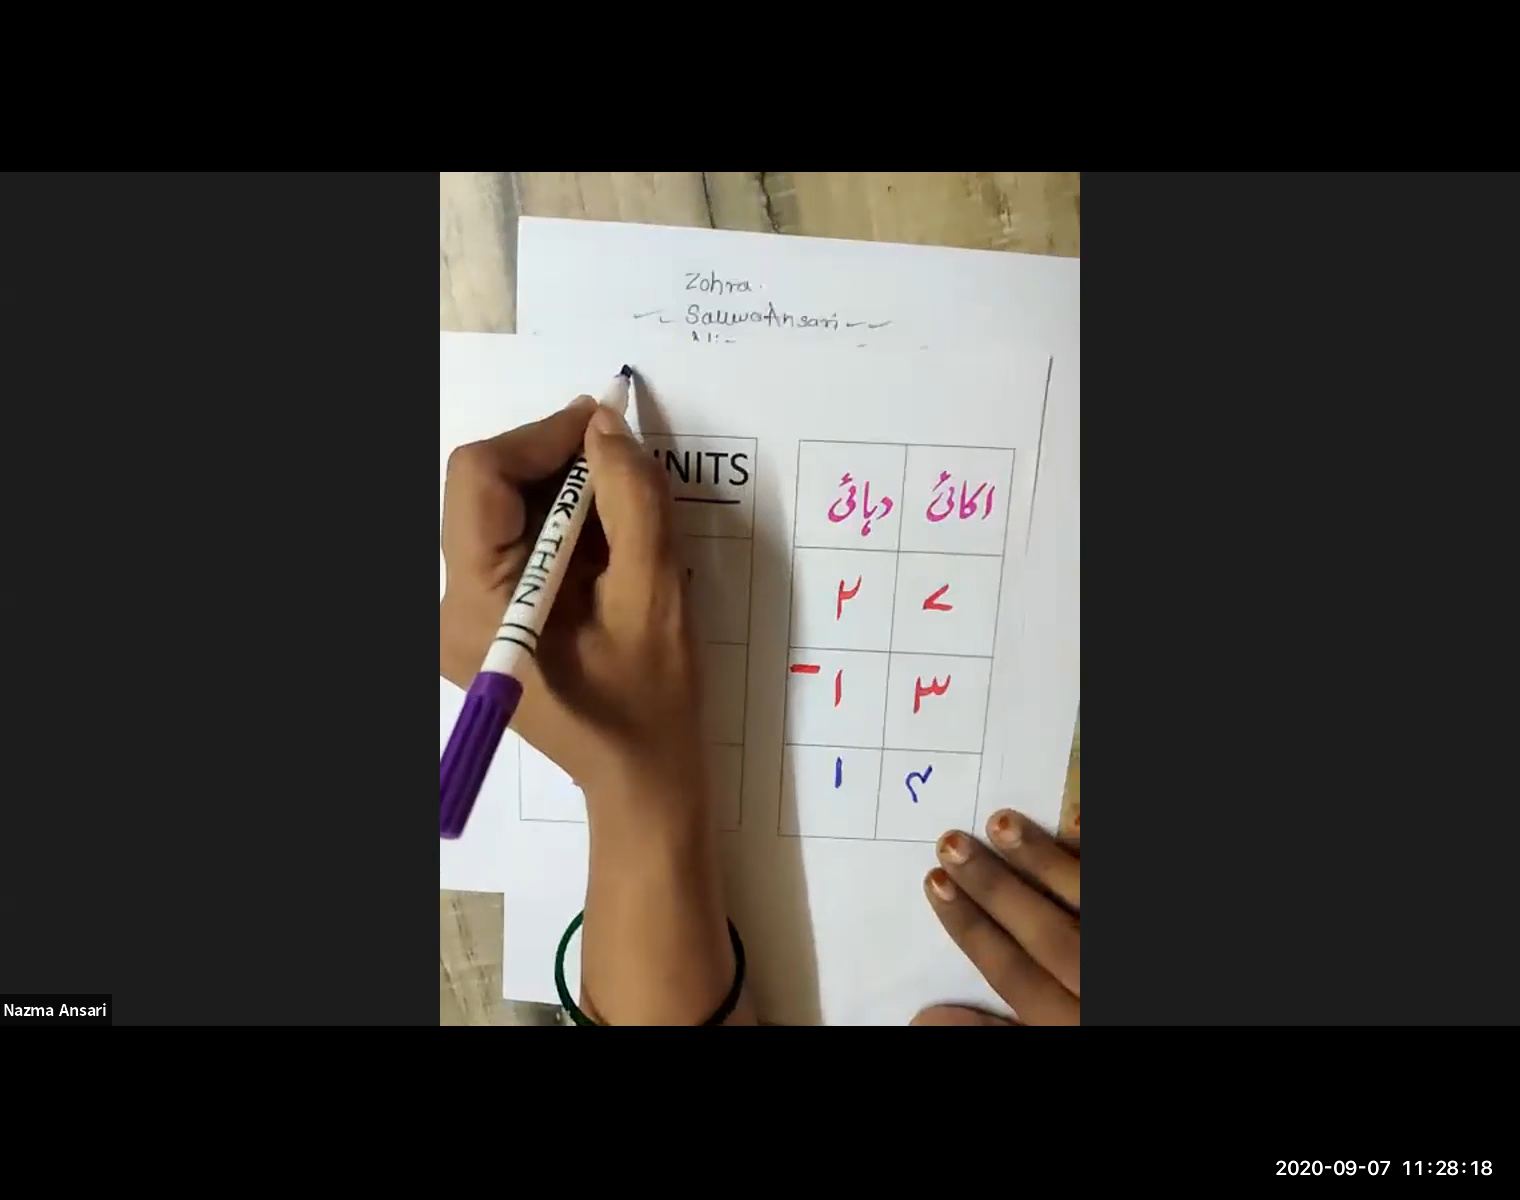 Zohra.
Ansari
UNITS
اکائی دہائی
۲ ۷
- ۱ ۳
۱ ۴
THICK - THIN
Nazma Ansari
2020-09-07 11:28:18